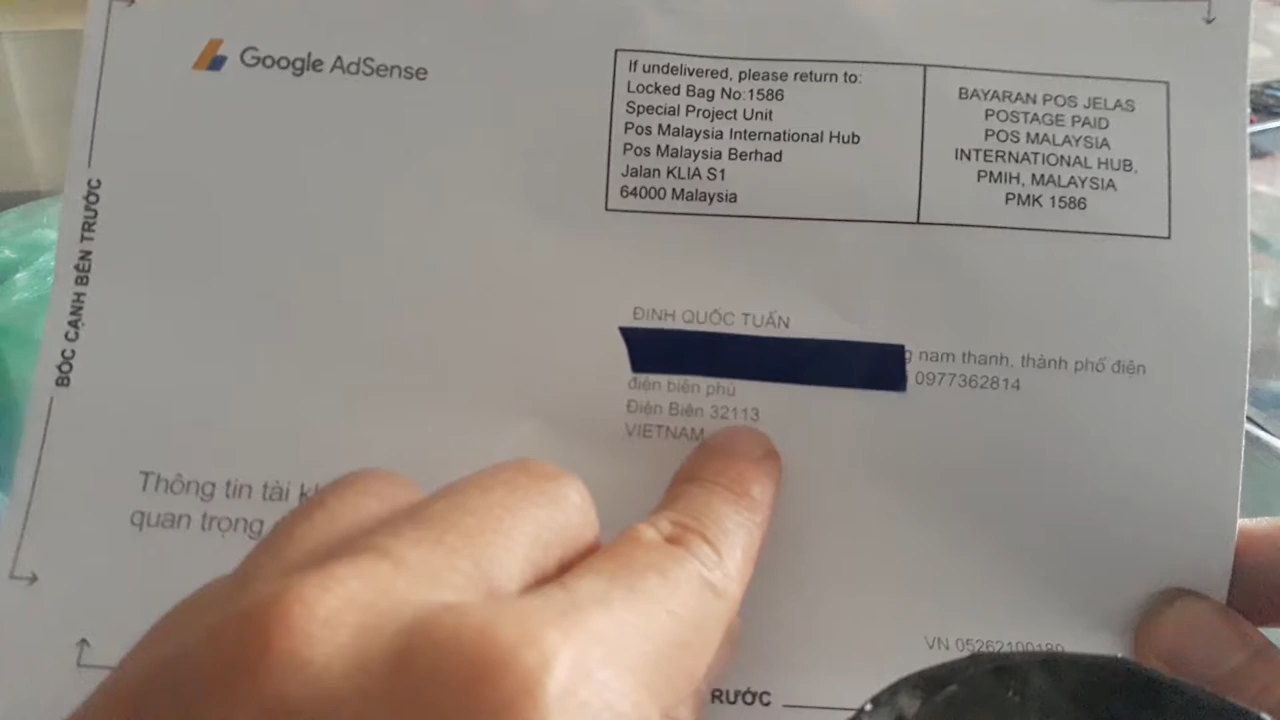 Google AdSense
If undelivered, please return to:
Locked Bag No:1586
Special Project Unit
Pos Malaysia International Hub
Pos Malaysia Berhad
Jalan KLIA S1
64000 Malaysia
BAYARAN POS JELAS
POSTAGE PAID
POS MALAYSIA
INTERNATIONAL HUB,
PMIH, MALAYSIA
PMK 1586
BÓC CẠNH BÊN TRƯỚC
ĐINH QUỐC TUẤN
nam thanh. thành phố điện
0977362814
điện biên phủ
Điện Biên 32113
VIETNAM
Thông tin tài
quan trọng
VN
RƯỚC